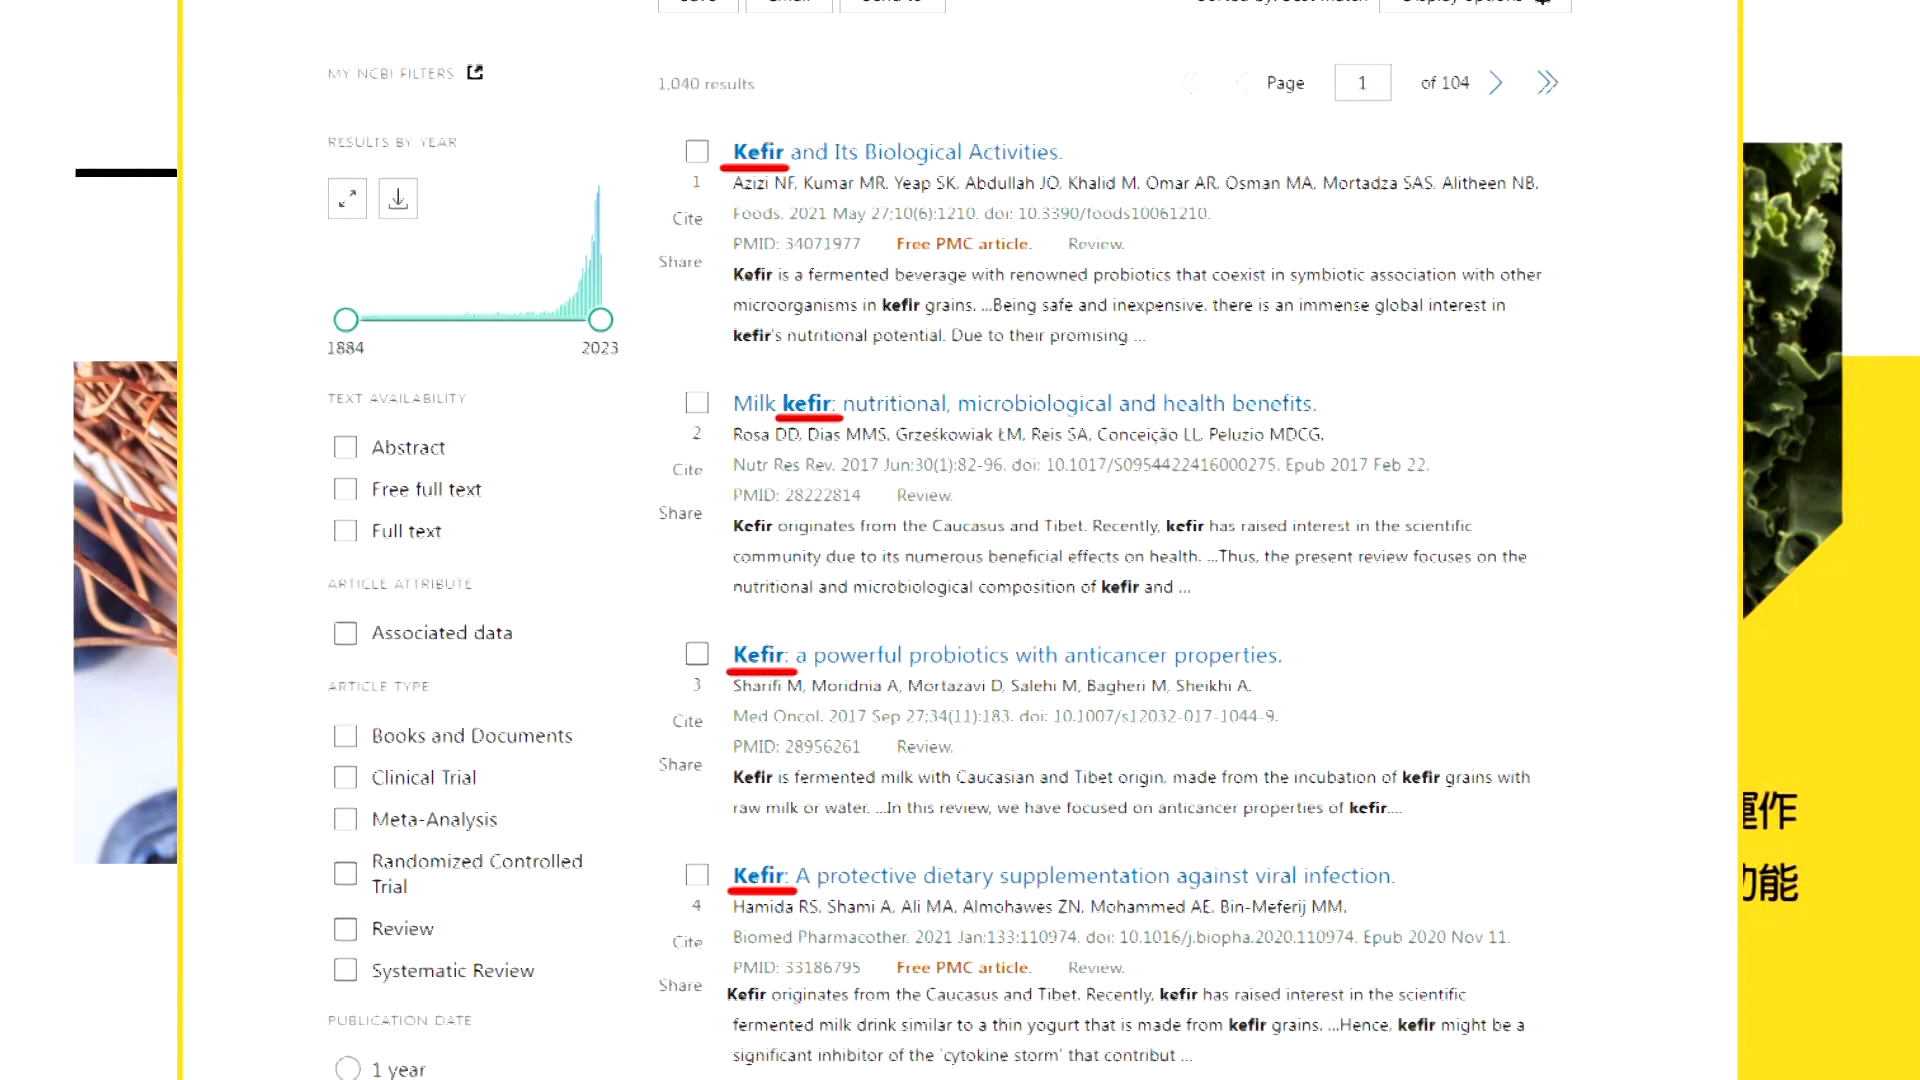 MY NCBI FILTERS
1,040 results
Page 1 of 104
RESULTS BY YEAR
1884 2023
TEXT AVAILABILITY
Abstract
Free full text
Full text
ARTICLE ATTRIBUTE
Associated data
ARTICLE TYPE
Books and Documents
Clinical Trial
Meta-Analysis
Randomized Controlled
Trial
Review
Systematic Review
PUBLICATION DATE
1 year
Kefir and Its Biological Activities.
1 Azizi NF, Kumar MR, Yeap SK, Abdullah JO, Khalid M, Omar AR, Osman MA, Mortadza SAS, Alitheen NB.
Cite Foods. 2021 May 27;10(6):1210. doi: 10.3390/foods10061210.
PMID: 34071977 Free PMC article. Review.
Share
Kefir is a fermented beverage with renowned probiotics that coexist in symbiotic association with other
microorganisms in kefir grains. ...Being safe and inexpensive, there is an immense global interest in
kefir's nutritional potential. Due to their promising ...
Milk kefir: nutritional, microbiological and health benefits.
2 Rosa DD, Dias MMS, Grześkowiak ŁM, Reis SA, Conceição LL, Peluzio MDCG.
Cite Nutr Res Rev. 2017 Jun;30(1):82-96. doi: 10.1017/S0954422416000275. Epub 2017 Feb 22.
PMID: 28222814 Review.
Share
Kefir originates from the Caucasus and Tibet. Recently, kefir has raised interest in the scientific
community due to its numerous beneficial effects on health. ...Thus, the present review focuses on the
nutritional and microbiological composition of kefir and ...
Kefir: a powerful probiotics with anticancer properties.
3 Sharifi M, Moridnia A, Mortazavi D, Salehi M, Bagheri M, Sheikhi A.
Cite Med Oncol. 2017 Sep 27;34(11):183. doi: 10.1007/s12032-017-1044-9.
PMID: 28956261 Review.
Share
Kefir is fermented milk with Caucasian and Tibet origin, made from the incubation of kefir grains with
raw milk or water. ...In this review, we have focused on anticancer properties of kefir....
Kefir: A protective dietary supplementation against viral infection.
4 Hamida RS, Shami A, Ali MA, Almohawes ZN, Mohammed AE, Bin-Meferij MM.
Cite Biomed Pharmacother. 2021 Jan;133:110974. doi: 10.1016/j.biopha.2020.110974. Epub 2020 Nov 11.
PMID: 33186795 Free PMC article. Review.
Share
Kefir originates from the Caucasus and Tibet. Recently, kefir has raised interest in the scientific
fermented milk drink similar to a thin yogurt that is made from kefir grains. ...Hence, kefir might be a
significant inhibitor of the 'cytokine storm' that contribut ...
運作
功能